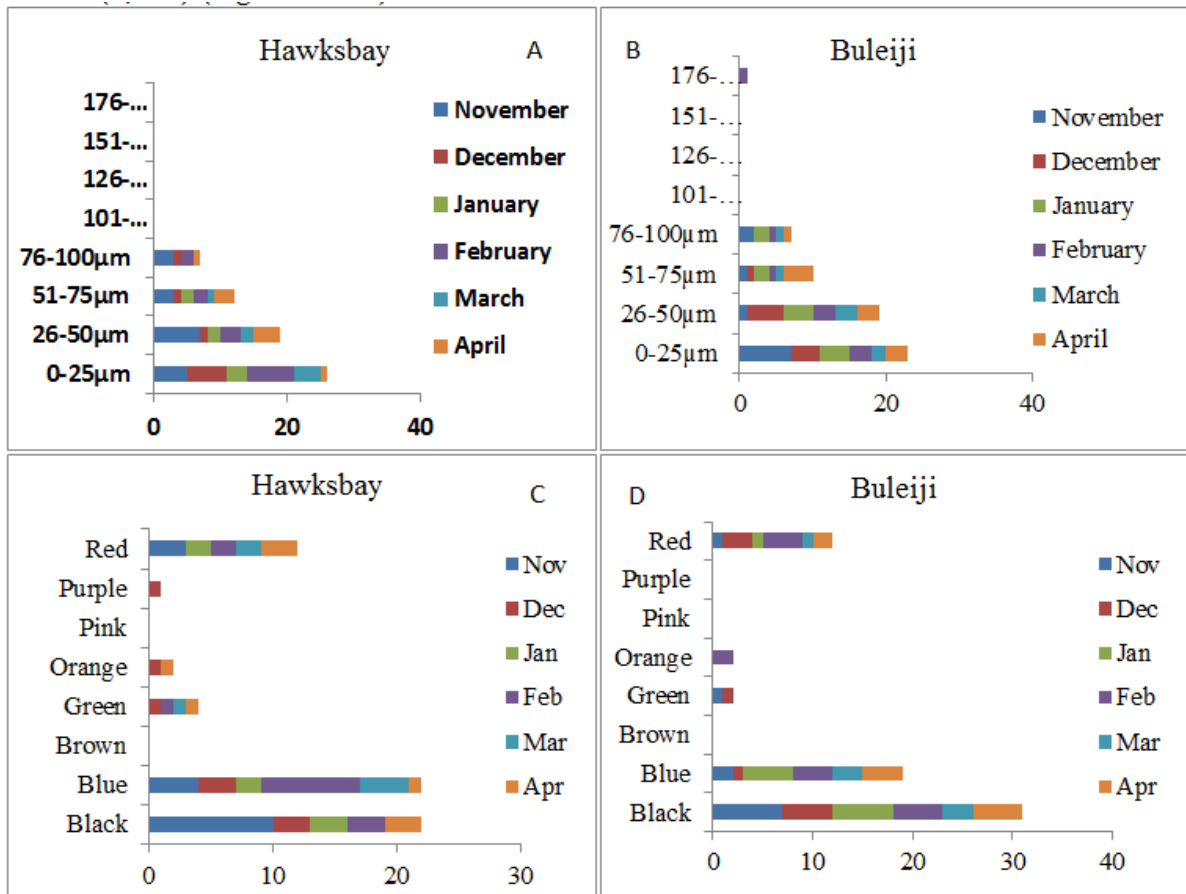 Hawksbay
A
176-...
151-...
126-...
101-...
76-100μm
51-75μm
26-50μm
0-25μm
0
20
40
November
December
January
February
March
April
B
Buleiji
176-...
151-...
126-...
101-...
76-100μm
51-75μm
26-50μm
0-25μm
0
20
40
November
December
January
February
March
April
Hawksbay
C
Red
Purple
Pink
Orange
Green
Brown
Blue
Black
0
10
20
30
Nov
Dec
Jan
Feb
Mar
Apr
D
Buleiji
Red
Purple
Pink
Orange
Green
Brown
Blue
Black
0
10
20
30
40
Nov
Dec
Jan
Feb
Mar
Apr